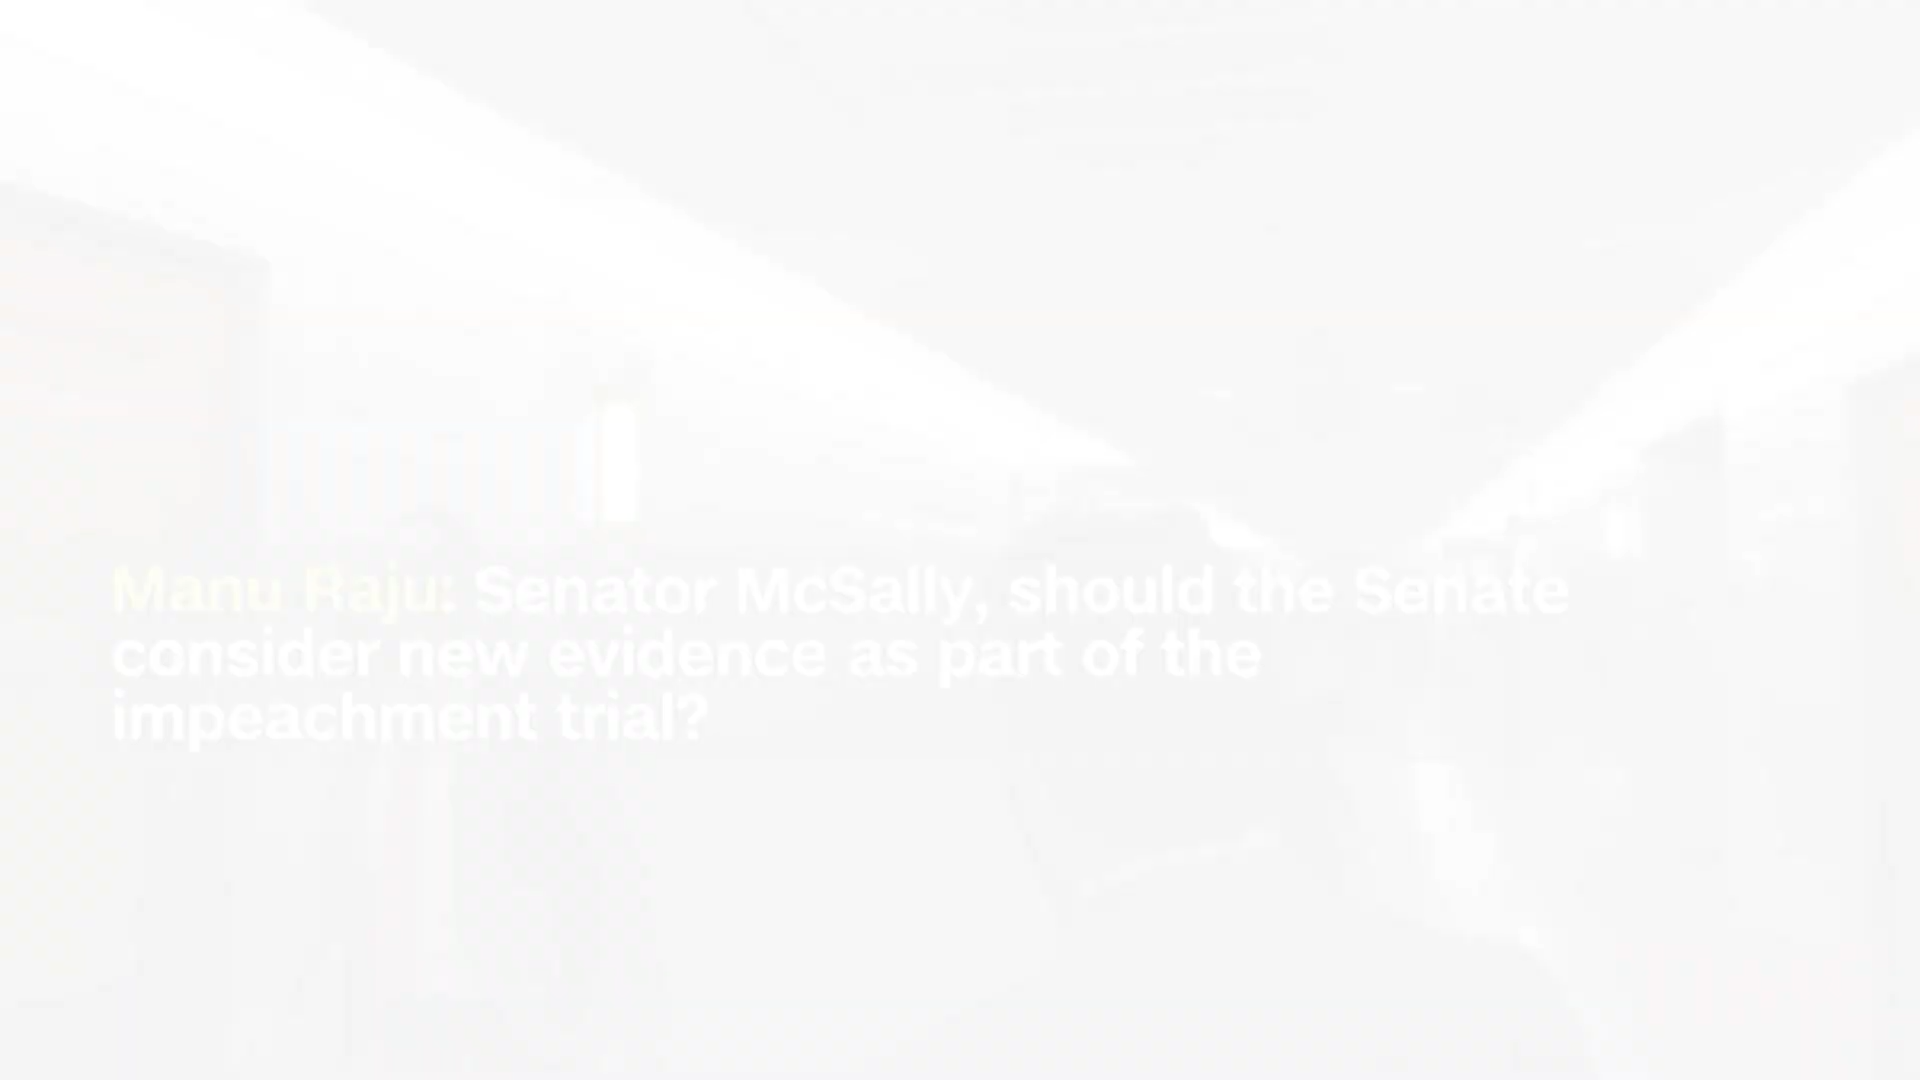 Manu Raju: Senator McSally, should the Senate
consider new evidence as part of the
impeachment trial?